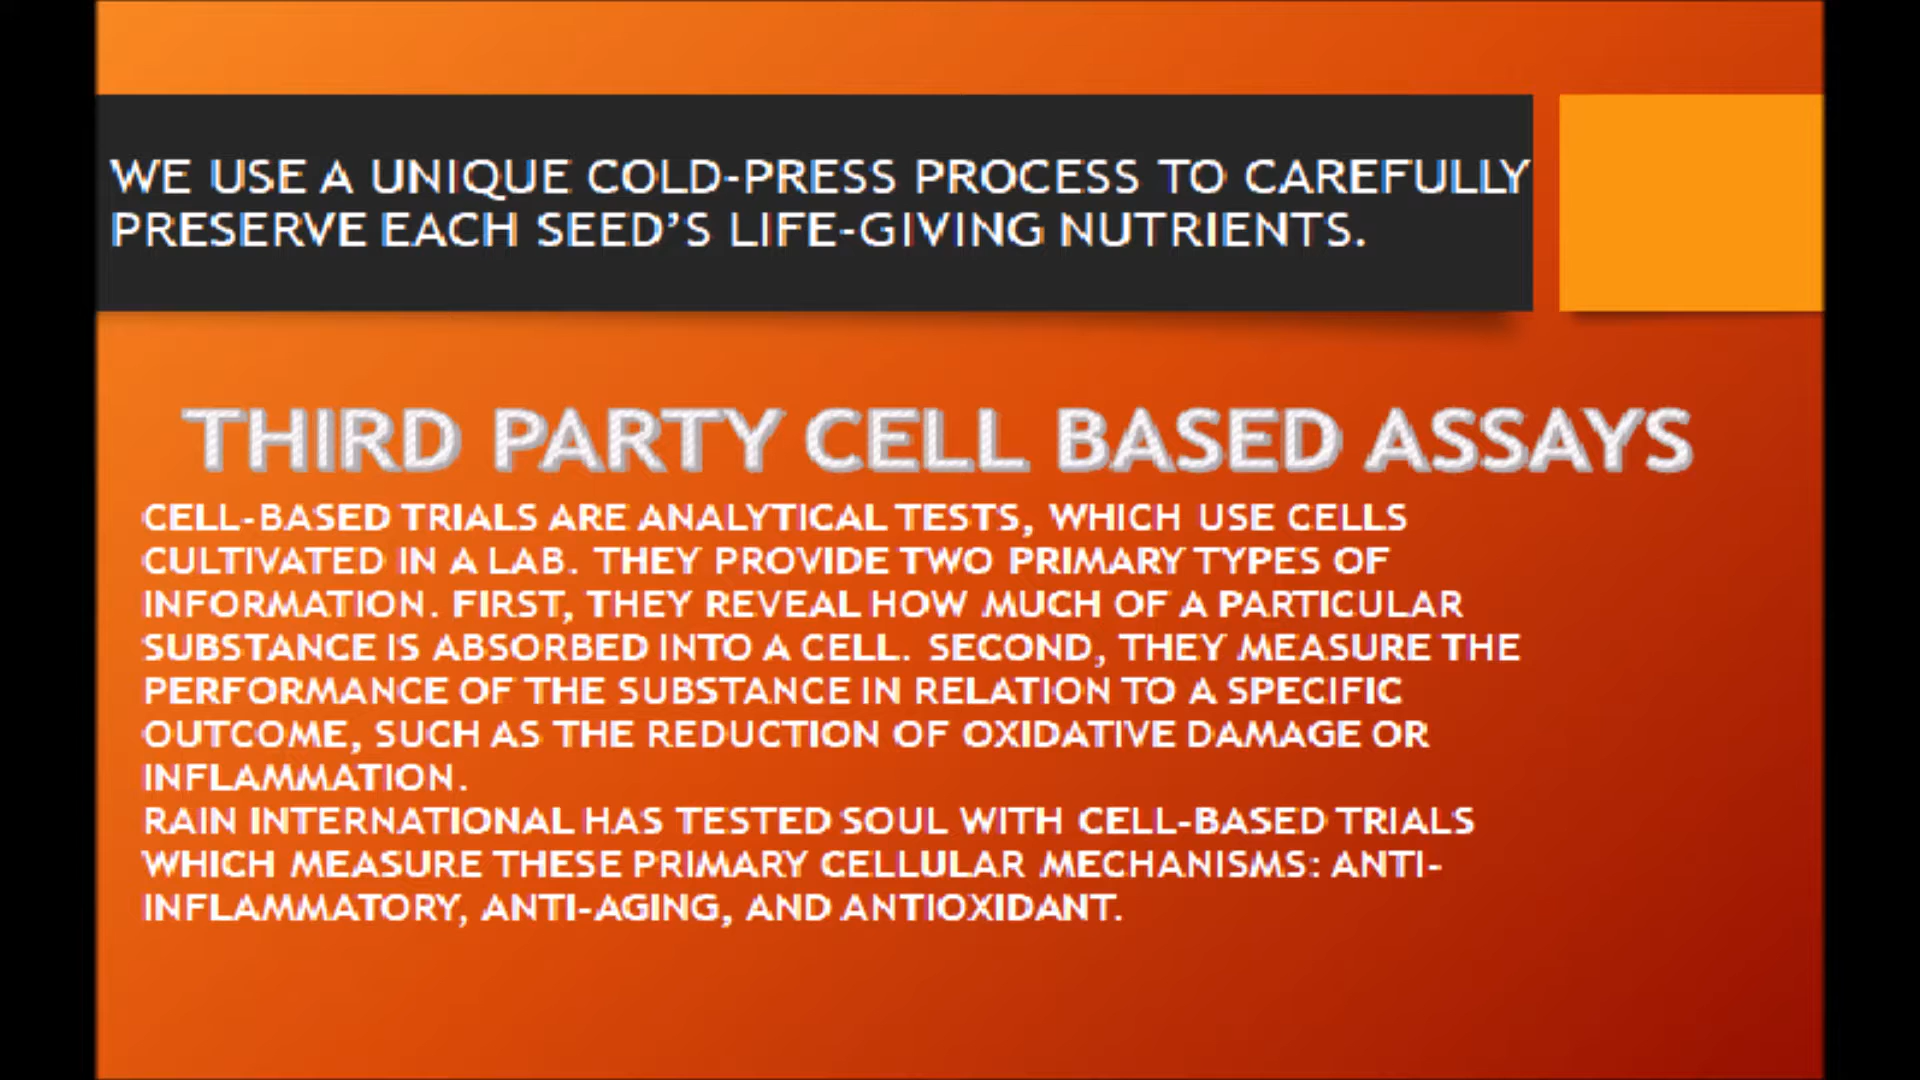 WE USE A UNIQUE COLD-PRESS PROCESS TO CAREFULLY
PRESERVE EACH SEED’S LIFE-GIVING NUTRIENTS.
THIRD PARTY CELL BASED ASSAYS
CELL-BASED TRIALS ARE ANALYTICAL TESTS, WHICH USE CELLS
CULTIVATED IN A LAB. THEY PROVIDE TWO PRIMARY TYPES OF
INFORMATION. FIRST, THEY REVEAL HOW MUCH OF A PARTICULAR
SUBSTANCE IS ABSORBED INTO A CELL. SECOND, THEY MEASURE THE
PERFORMANCE OF THE SUBSTANCE IN RELATION TO A SPECIFIC
OUTCOME, SUCH AS THE REDUCTION OF OXIDATIVE DAMAGE OR
INFLAMMATION.
RAIN INTERNATIONAL HAS TESTED SOUL WITH CELL-BASED TRIALS
WHICH MEASURE THESE PRIMARY CELLULAR MECHANISMS: ANTI-
INFLAMMATORY, ANTI-AGING, AND ANTIOXIDANT.